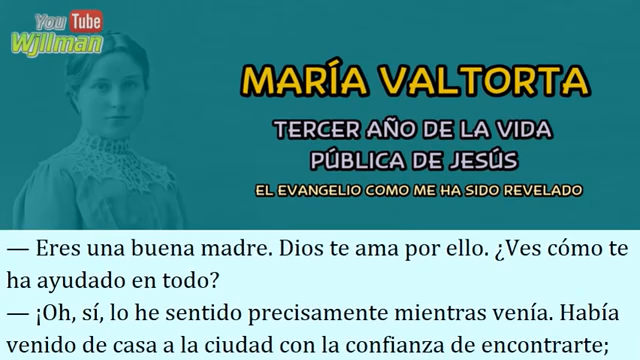 You Tube
Wjllman
MARÍA VALTORTA
TERCER AÑO DE LA VIDA
PÚBLICA DE JESÚS
EL EVANGELIO COMO ME HA SIDO REVELADO
— Eres una buena madre. Dios te ama por ello. ¿Ves cómo te
ha ayudado en todo?
— ¡Oh, sí, lo he sentido precisamente mientras venía. Había
venido de casa a la ciudad con la confianza de encontrarte;